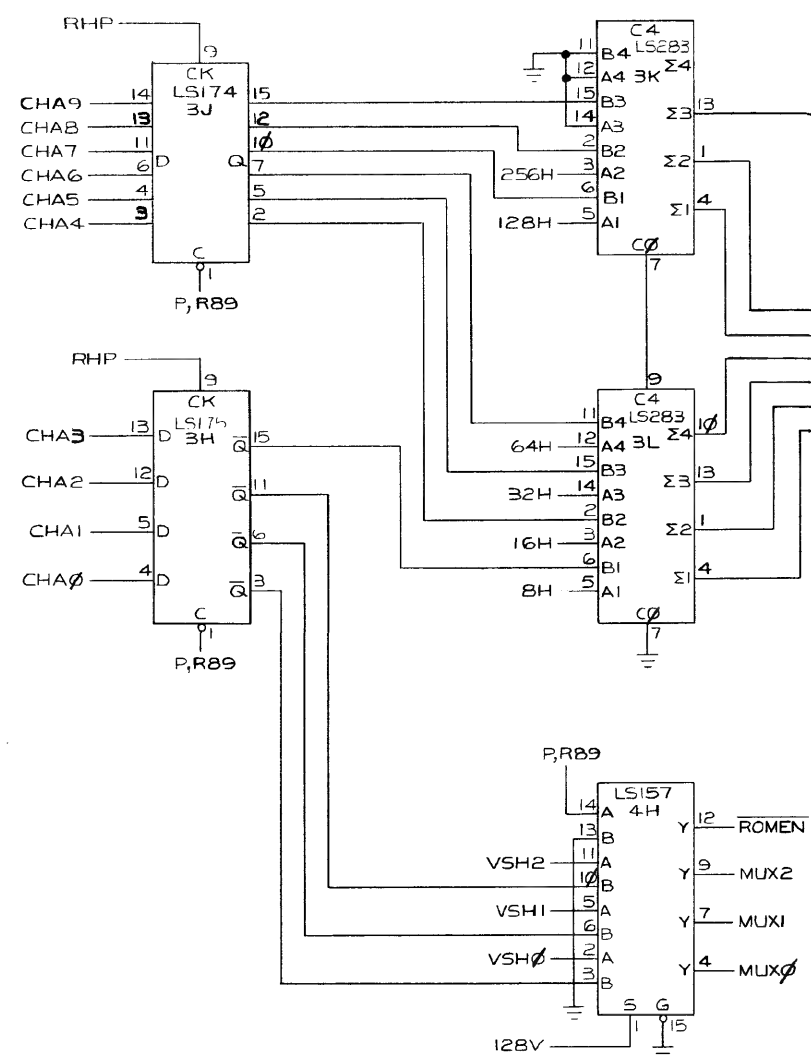 RHP
9
CK
LS174
3J
CHA9 14 15
CHA8 13 12
CHA7 11 10
CHA6 6 D Q 7
CHA5 4 5
CHA4 3 2
C
1
P,R89
C4
LS283
3K
11 B4
12 A4 Σ4
15 B3
14 A3 Σ3 13
2 B2
256H 3 A2 Σ2 1
6 B1
128H 5 A1 Σ1 4
CØ
7
RHP
9
CK
LS175
3H
CHA3 13 D Q 15
CHA2 12 D Q 11
CHA1 5 D Q 6
CHAØ 4 D Q 3
C
1
P,R89
9
C4
LS283
3L
11 B4 Σ4 1Ø
64H 12 A4
15 B3 Σ3 13
32H 14 A3
2 B2 Σ2 1
16H 3 A2
6 B1 Σ1 4
8H 5 A1
CØ
7
P,R89
LS157
4H
14 A Y 12 ROMEN
13 B
VSH2 11 A Y 9 MUX2
1Ø B
VSH1 5 A Y 7 MUX1
6 B
VSHØ 2 A Y 4 MUXØ
3 B
S G
1 15
128V